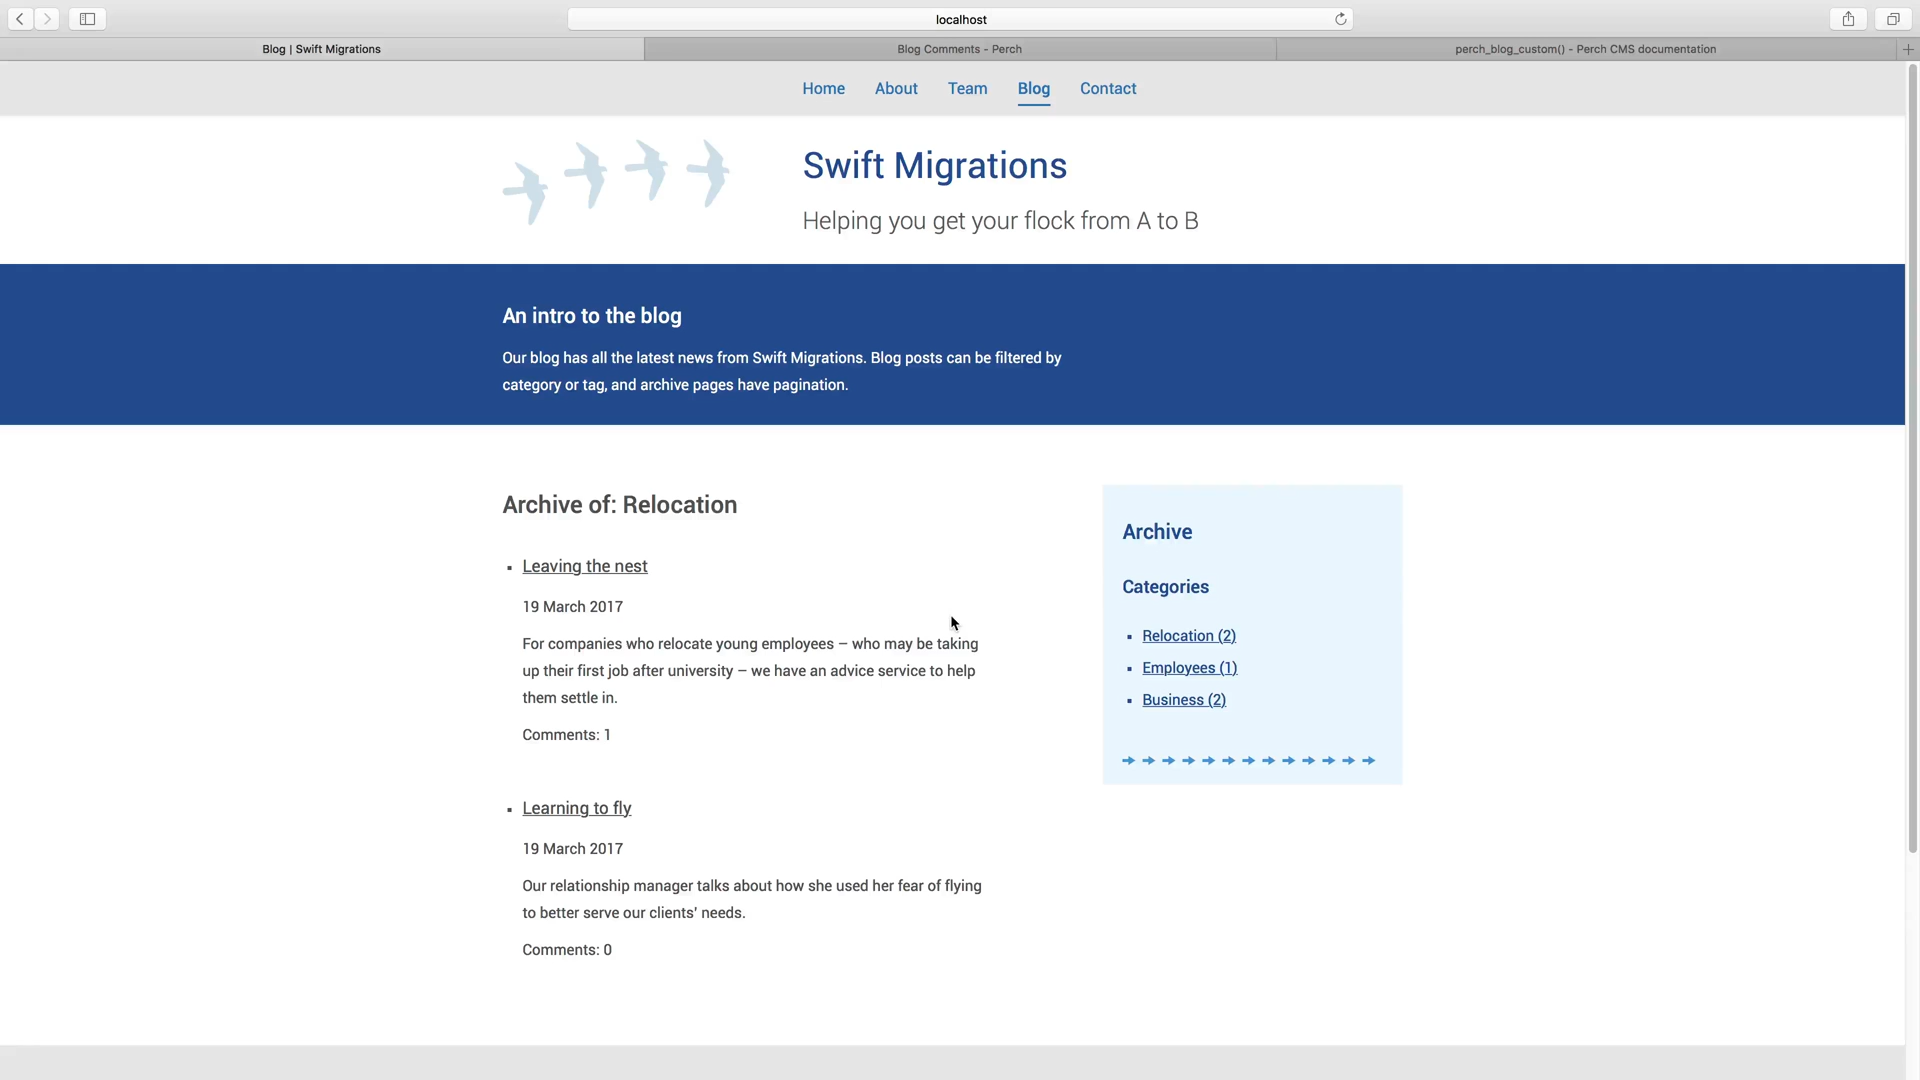 localhost
Blog | Swift Migrations
Blog Comments - Perch
perch_blog_custom() - Perch CMS documentation
Home
About
Team
Blog
Contact
Swift Migrations
Helping you get your flock from A to B
An intro to the blog
Our blog has all the latest news from Swift Migrations. Blog posts can be filtered by
category or tag, and archive pages have pagination.
Archive of: Relocation
Leaving the nest
19 March 2017
For companies who relocate young employees – who may be taking
up their first job after university – we have an advice service to help
them settle in.
Comments: 1
Learning to fly
19 March 2017
Our relationship manager talks about how she used her fear of flying
to better serve our clients’ needs.
Comments: 0
Archive
Categories
Relocation (2)
Employees (1)
Business (2)